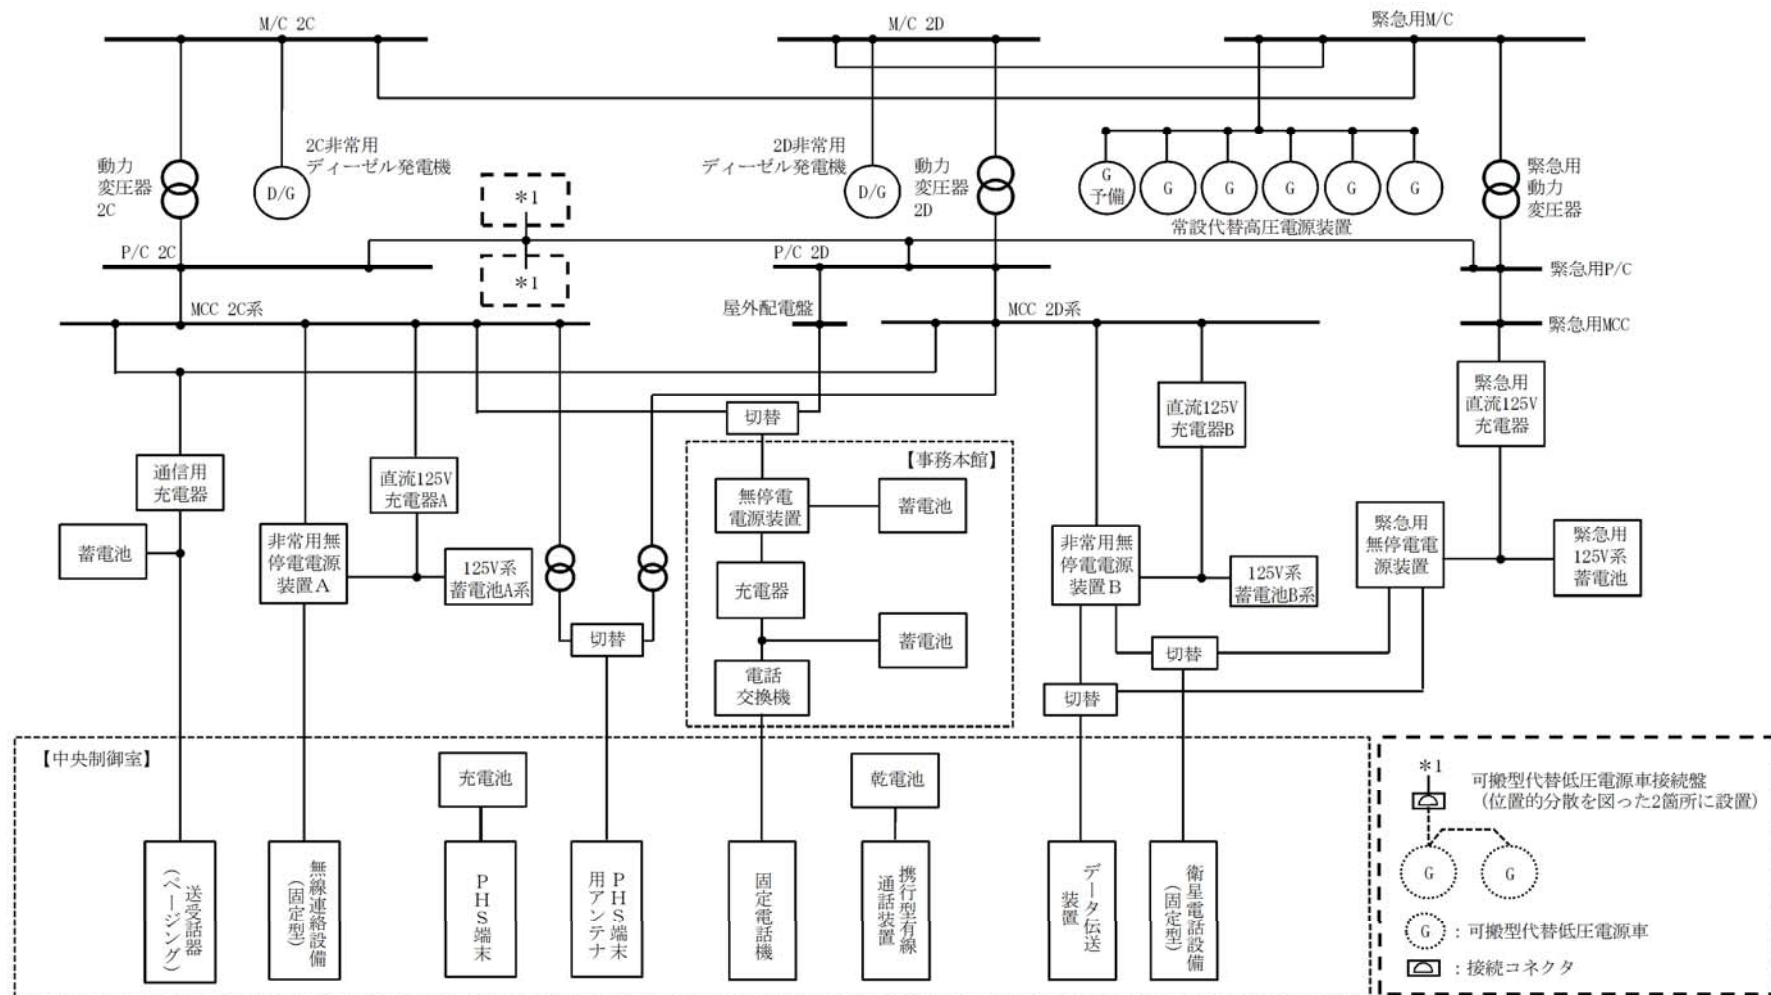 M/C 2C
M/C 2D
緊急用M/C
2C非常用
ディーゼル発電機
2D非常用
ディーゼル発電機
動力
変圧器
2C
D/G
*1
D/G
動力
変圧器
2D
G
予備
G
G
G
G
G
常設代替高圧電源装置
緊急用
動力
変圧器
P/C 2C
*1
P/C 2D
緊急用P/C
MCC 2C系
屋外配電盤
MCC 2D系
緊急用MCC
切替
直流125V
充電器B
緊急用
直流125V
充電器
通信用
充電器
直流125V
充電器A
【事務本館】
無停電
電源装置
蓄電池
蓄電池
非常用無
停電電源
装置A
125V系
蓄電池A系
充電器
非常用無
停電電源
装置B
125V系
蓄電池B系
緊急用
無停電電
源装置
緊急用
125V系
蓄電池
切替
蓄電池
切替
電話
交換機
切替
【中央制御室】
充電池
乾電池
送受話器
(ページング)
無線連絡設備
(固定型)
PHS端末
PHS端末
用アンテナ
固定電話機
携行型有線
通話装置
データ伝送
装置
衛星電話設備
(固定型)
*1
可搬型代替低圧電源車接続盤
(位置的分散を図った2箇所に設置)
G
G
G
:可搬型代替低圧電源車
:接続コネクタ